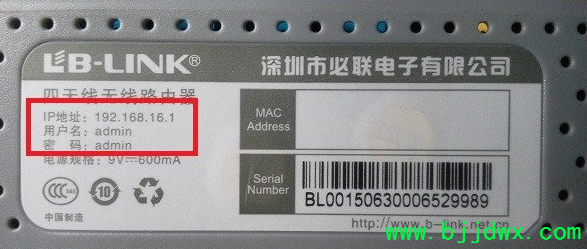 LB-LINK®
深圳市必联电子有限公司
四天线无线路由器
IP地址：192.168.16.1
用户名：admin
密 码：admin
电源规格：9V⎓600mA
MAC Address
Serial Number
BL00150630006529989
CCC
10
中国制造
http://www.b-link.net.cn
www.bjjdwx.com